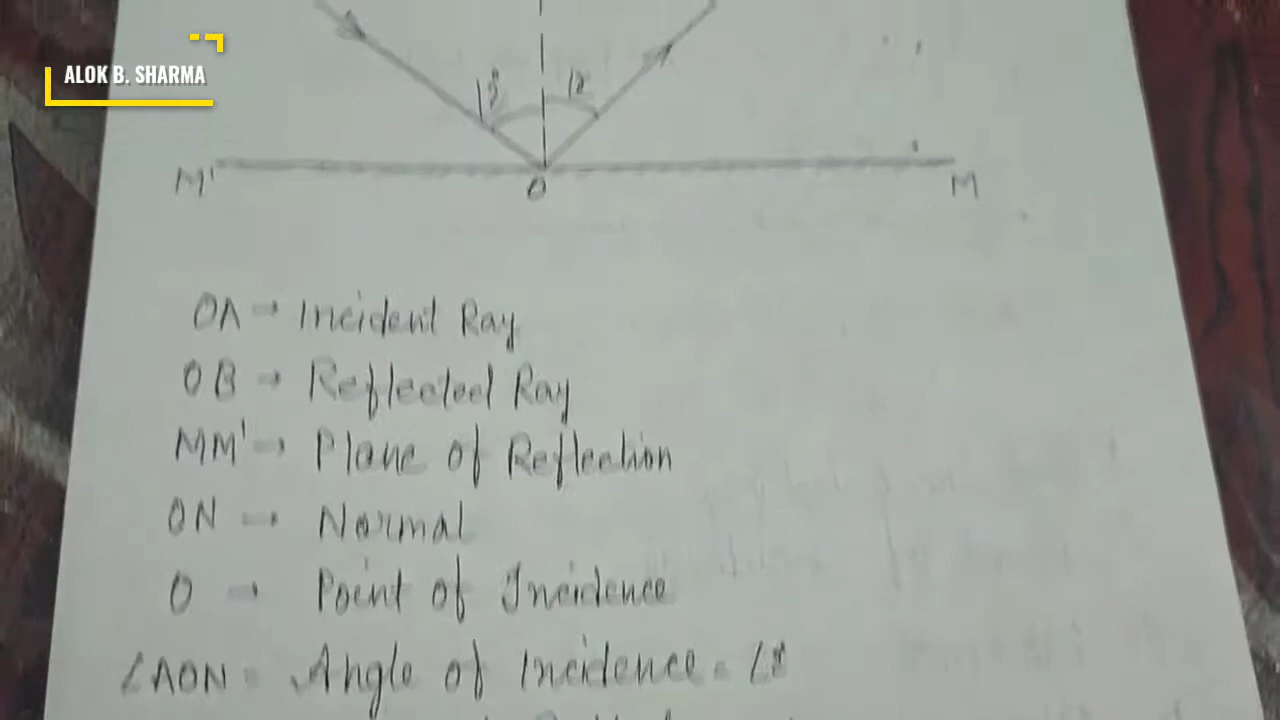 ALOK B. SHARMA
∠i ∠r
M' O M
OA → Incident Ray
OB → Reflected Ray
MM' → Plane of Reflection
ON → Normal
O → Point of Incidence
∠AON = Angle of Incidence = ∠i